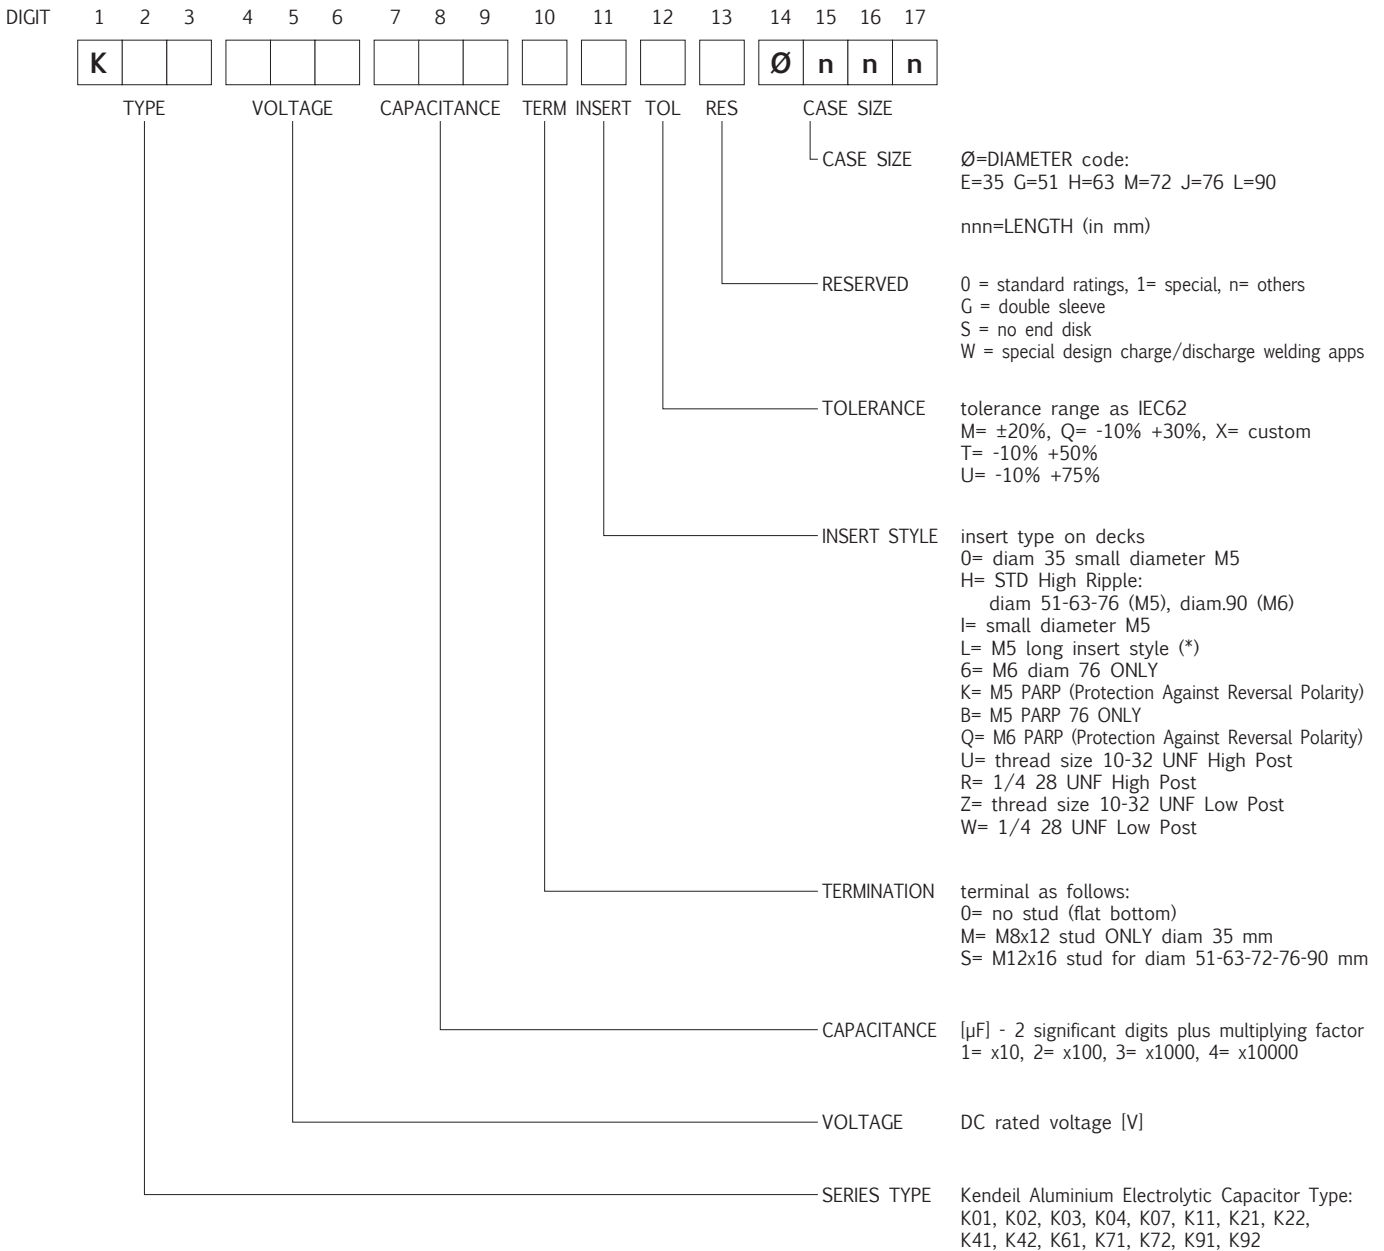 DIGIT 1 2 3 4 5 6 7 8 9 10 11 12 13 14 15 16 17
K Ø n n n
TYPE VOLTAGE CAPACITANCE TERM INSERT TOL RES CASE SIZE
CASE SIZE Ø=DIAMETER code:
E=35 G=51 H=63 M=72 J=76 L=90
nnn=LENGTH (in mm)
RESERVED 0 = standard ratings, 1= special, n= others
G = double sleeve
S = no end disk
W = special design charge/discharge welding apps
TOLERANCE tolerance range as IEC62
M= ±20%, Q= -10% +30%, X= custom
T= -10% +50%
U= -10% +75%
INSERT STYLE insert type on decks
0= diam 35 small diameter M5
H= STD High Ripple:
diam 51-63-76 (M5), diam.90 (M6)
I= small diameter M5
L= M5 long insert style (*)
6= M6 diam 76 ONLY
K= M5 PARP (Protection Against Reversal Polarity)
B= M5 PARP 76 ONLY
Q= M6 PARP (Protection Against Reversal Polarity)
U= thread size 10-32 UNF High Post
R= 1/4 28 UNF High Post
Z= thread size 10-32 UNF Low Post
W= 1/4 28 UNF Low Post
TERMINATION terminal as follows:
0= no stud (flat bottom)
M= M8x12 stud ONLY diam 35 mm
S= M12x16 stud for diam 51-63-72-76-90 mm
CAPACITANCE [µF] - 2 significant digits plus multiplying factor
1= x10, 2= x100, 3= x1000, 4= x10000
VOLTAGE DC rated voltage [V]
SERIES TYPE Kendeil Aluminium Electrolytic Capacitor Type:
K01, K02, K03, K04, K07, K11, K21, K22,
K41, K42, K61, K71, K72, K91, K92